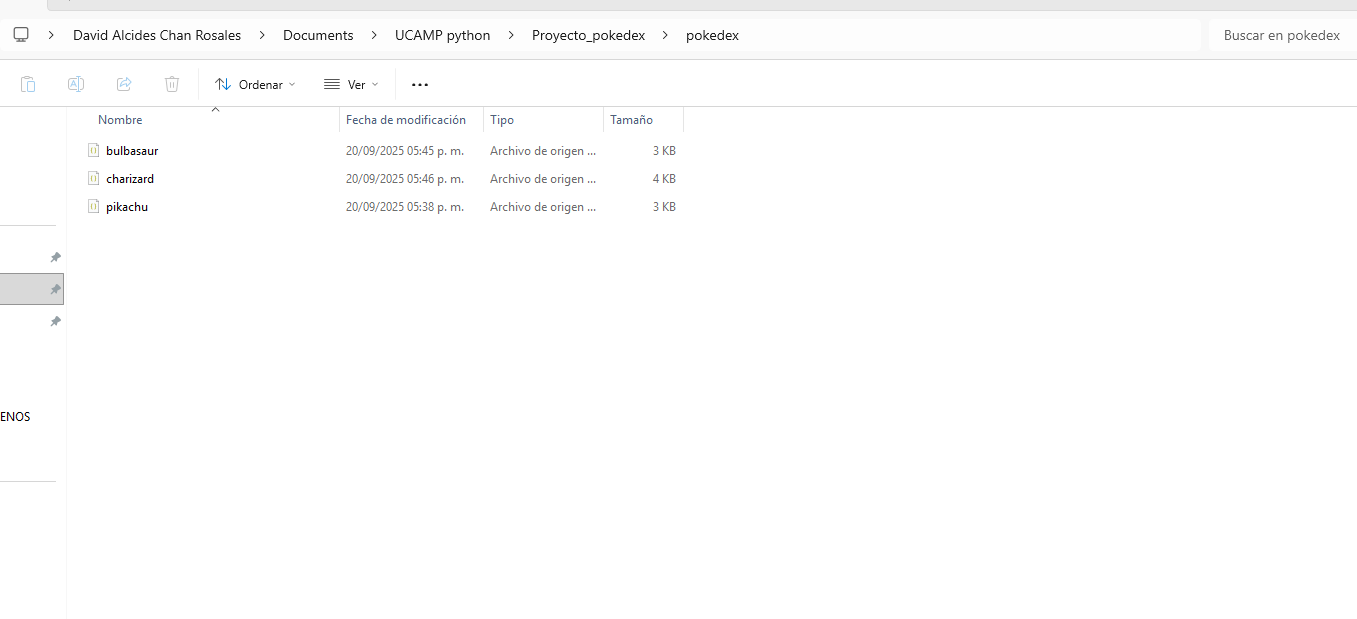 David Alcides Chan Rosales > Documents > UCAMP python > Proyecto_pokedex > pokedex Buscar en pokedex
Ordenar Ver ...
Nombre Fecha de modificación Tipo Tamaño
bulbasaur 20/09/2025 05:45 p. m. Archivo de origen ... 3 KB
charizard 20/09/2025 05:46 p. m. Archivo de origen ... 4 KB
pikachu 20/09/2025 05:38 p. m. Archivo de origen ... 3 KB
ENOS